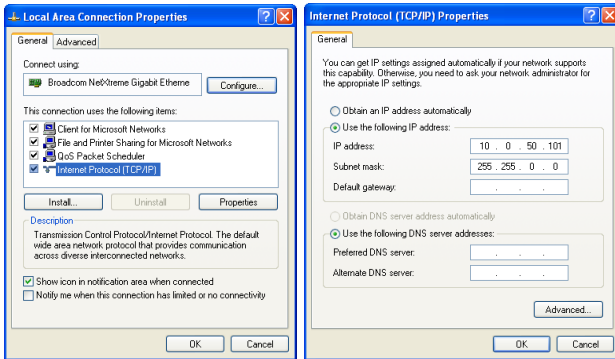 Local Area Connection Properties
General Advanced
Connect using:
Broadcom NetXtreme Gigabit Etherne
Configure...
This connection uses the following items:
Client for Microsoft Networks
File and Printer Sharing for Microsoft Networks
QoS Packet Scheduler
Internet Protocol (TCP/IP)
Install... Uninstall Properties
Description
Transmission Control Protocol/Internet Protocol. The default
wide area network protocol that provides communication
across diverse interconnected networks.
Show icon in notification area when connected
Notify me when this connection has limited or no connectivity
OK Cancel
Internet Protocol (TCP/IP) Properties
General
You can get IP settings assigned automatically if your network supports
this capability. Otherwise, you need to ask your network administrator for
the appropriate IP settings.
Obtain an IP address automatically
Use the following IP address:
IP address: 10 . 0 . 50 . 101
Subnet mask: 255 . 255 . 0 . 0
Default gateway: . . .
Obtain DNS server address automatically
Use the following DNS server addresses:
Preferred DNS server: . . .
Alternate DNS server: . . .
Advanced...
OK Cancel